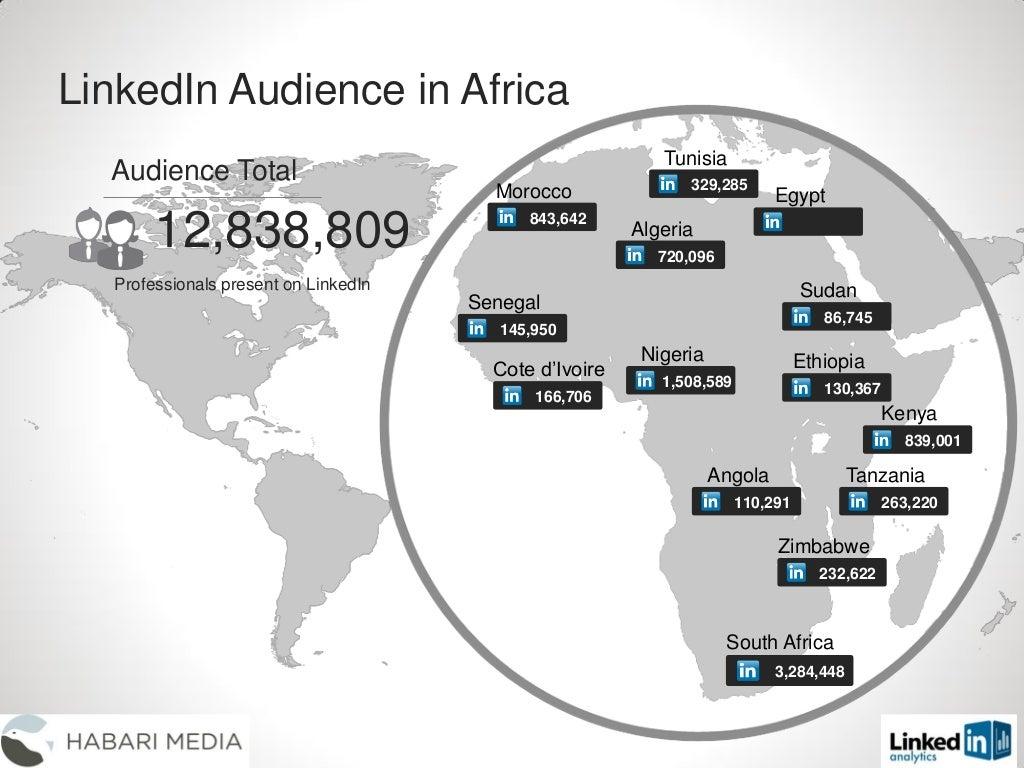 LinkedIn Audience in Africa
Audience Total
12,838,809
Professionals present on LinkedIn
Tunisia
in 329,285
Morocco
in 843,642
Egypt
in
Algeria
in 720,096
Sudan
in 86,745
Senegal
in 145,950
Nigeria
in 1,508,589
Cote d’Ivoire
in 166,706
Ethiopia
in 130,367
Kenya
in 839,001
Angola
in 110,291
Tanzania
in 263,220
Zimbabwe
in 232,622
South Africa
in 3,284,448
HABARI MEDIA
Linked in
analytics